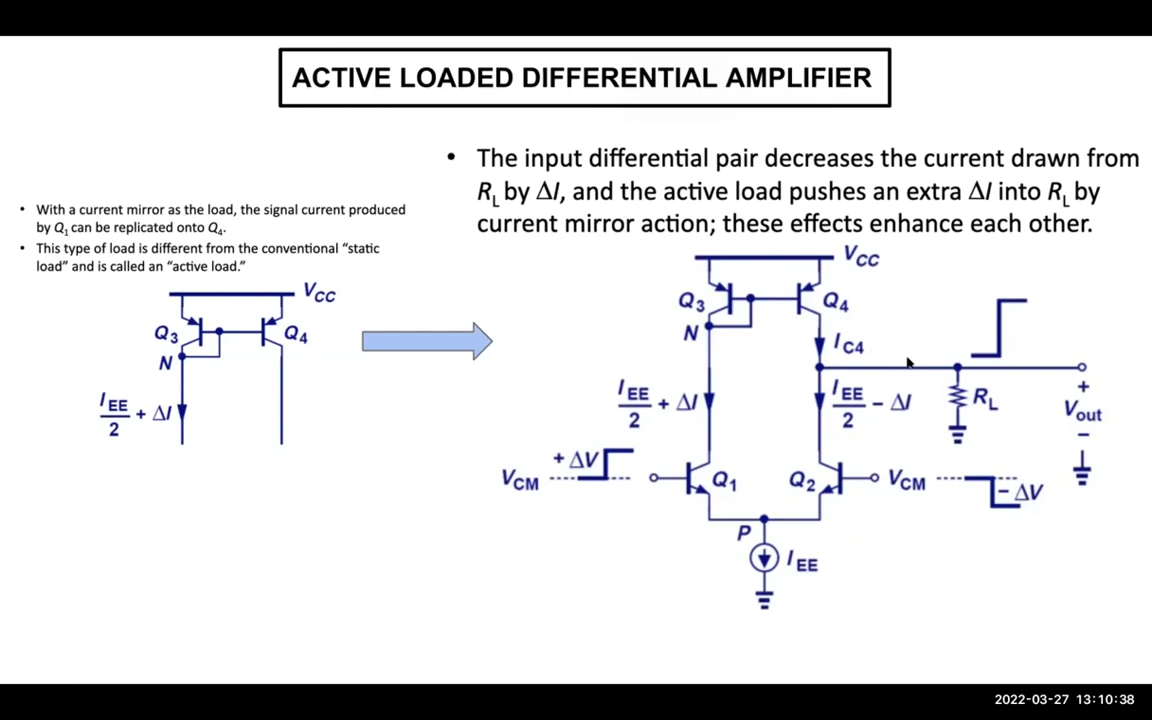 ACTIVE LOADED DIFFERENTIAL AMPLIFIER
• With a current mirror as the load, the signal current produced
by Q1 can be replicated onto Q4.
• This type of load is different from the conventional “static
load” and is called an “active load.”
VCC
Q3
Q4
N
IEE/2 + ΔI
• The input differential pair decreases the current drawn from
RL by ΔI, and the active load pushes an extra ΔI into RL by
current mirror action; these effects enhance each other.
VCC
Q3
Q4
N
IC4
IEE/2 + ΔI
IEE/2 − ΔI
RL
+
Vout
−
+ ΔV
VCM
Q1
Q2
VCM
− ΔV
P
IEE
2022-03-27 13:10:38